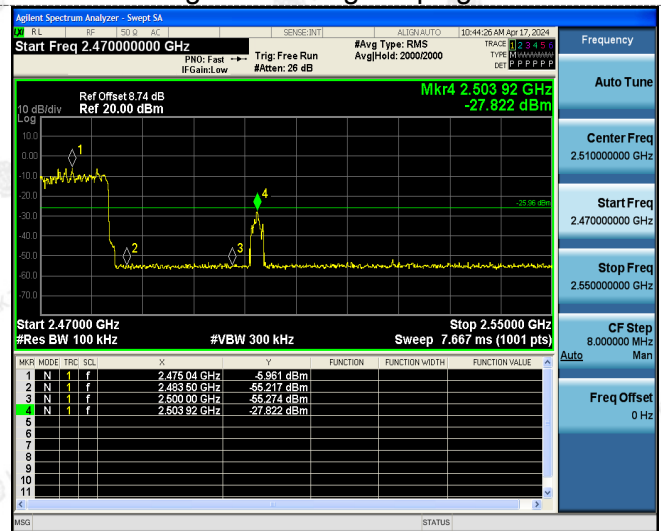 Agilent Spectrum Analyzer - Swept SA
LXI RL RF 50 Ω AC SENSE:INT ALIGN AUTO 10:44:26 AM Apr 17, 2024
Start Freq 2.470000000 GHz
PNO: Fast
IFGain:Low
Trig: Free Run
#Atten: 26 dB
#Avg Type: RMS
Avg|Hold: 2000/2000
TRACE 1 2 3 4 5 6
TYPE M
DET P P P P P P
Ref Offset 8.74 dB
10 dB/div Ref 20.00 dBm
Mkr4 2.503 92 GHz
-27.822 dBm
Log
10.0
0.00
-10.0
-20.0
-30.0
-40.0
-50.0
-60.0
-70.0
1
2
3
4
-25.96 dBm
Start 2.47000 GHz Stop 2.55000 GHz
#Res BW 100 kHz #VBW 300 kHz Sweep 7.667 ms (1001 pts)
MKR MODE TRC SCL X Y FUNCTION FUNCTION WIDTH FUNCTION VALUE
1 N 1 f 2.475 04 GHz -5.961 dBm
2 N 1 f 2.483 50 GHz -55.217 dBm
3 N 1 f 2.500 00 GHz -55.274 dBm
4 N 1 f 2.503 92 GHz -27.822 dBm
5
6
7
8
9
10
11
MSG STATUS
Frequency
Auto Tune
Center Freq
2.510000000 GHz
Start Freq
2.470000000 GHz
Stop Freq
2.550000000 GHz
CF Step
8.000000 MHz
Auto Man
Freq Offset
0 Hz